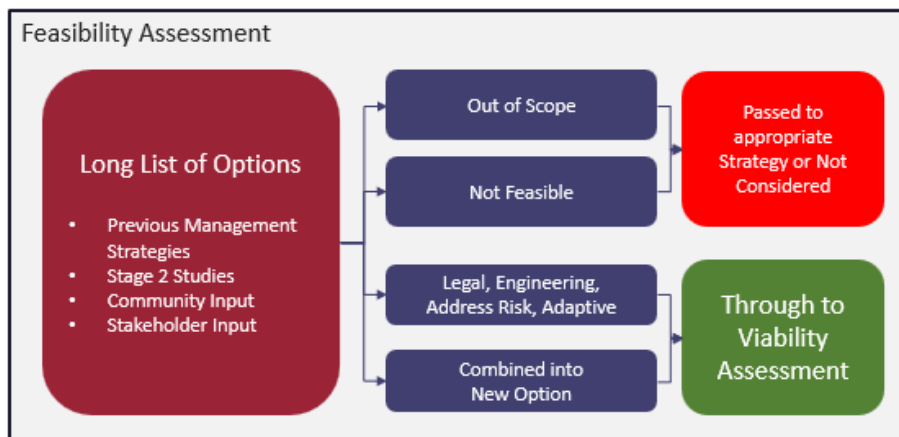 Feasibility Assessment
Long List of Options
• Previous Management
Strategies
• Stage 2 Studies
• Community Input
• Stakeholder Input
Out of Scope
Not Feasible
Legal, Engineering,
Address Risk, Adaptive
Combined into
New Option
Passed to
appropriate
Strategy or Not
Considered
Through to
Viability
Assessment